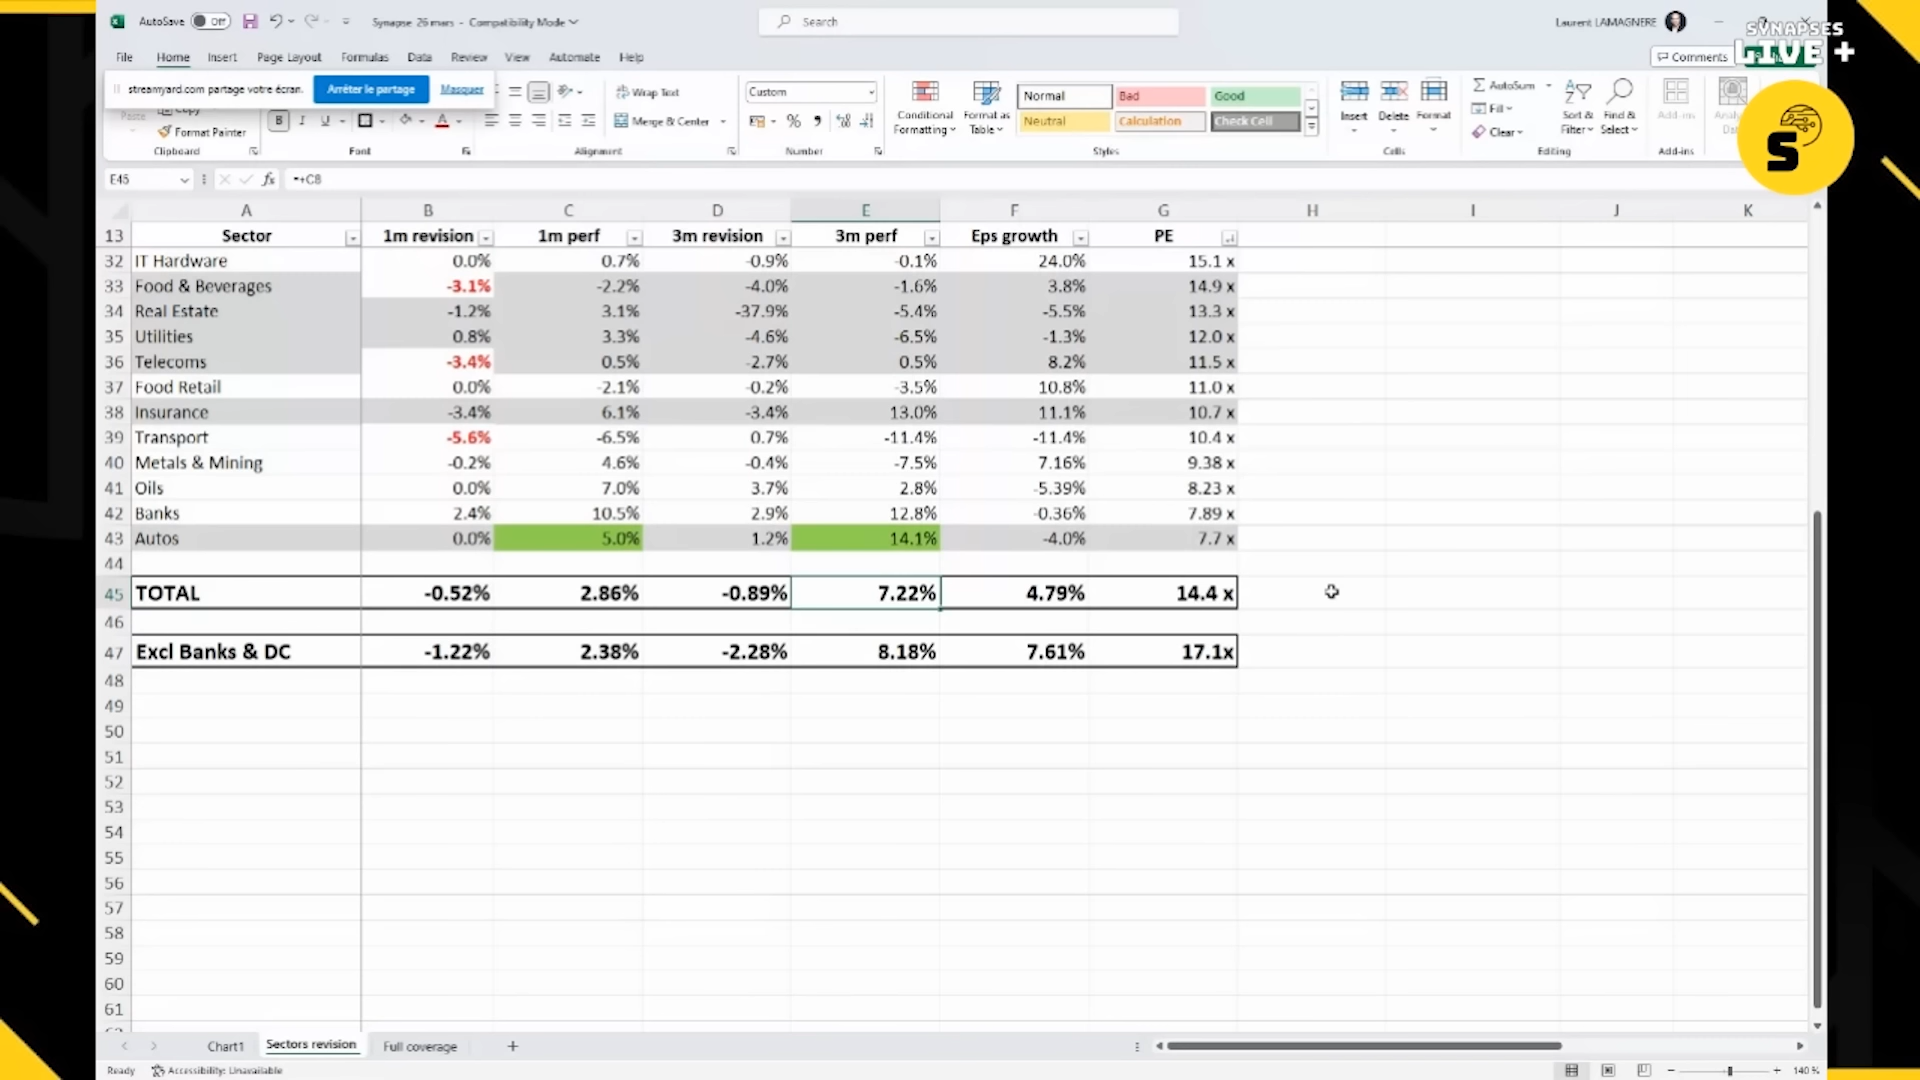 AutoSave Off Synapse 26 mars - Compatibility Mode Search Laurent LAMAGNERE
SYNAPSES
LIVE +
File Home Insert Page Layout Formulas Data Review View Automate Help Comments
streamyard.com partage votre écran. Arrêter le partage Masquer
Wrap Text Custom Normal Bad Good AutoSum
Paste Copy Format Painter
B I U A Merge & Center % Conditional Formatting Format as Table Neutral Calculation Check Cell Insert Delete Format Fill Clear Sort & Filter Find & Select Add-ins
Clipboard Font Alignment Number Styles Cells Editing Add-ins
S
E45 fx =+C8
A B C D E F G H I J K
13 Sector 1m revision 1m perf 3m revision 3m perf Eps growth PE
32 IT Hardware 0.0% 0.7% -0.9% -0.1% 24.0% 15.1 x
33 Food & Beverages -3.1% -2.2% -4.0% -1.6% 3.8% 14.9 x
34 Real Estate -1.2% 3.1% -37.9% -5.4% -5.5% 13.3 x
35 Utilities 0.8% 3.3% -4.6% -6.5% -1.3% 12.0 x
36 Telecoms -3.4% 0.5% -2.7% 0.5% 8.2% 11.5 x
37 Food Retail 0.0% -2.1% -0.2% -3.5% 10.8% 11.0 x
38 Insurance -3.4% 6.1% -3.4% 13.0% 11.1% 10.7 x
39 Transport -5.6% -6.5% 0.7% -11.4% -11.4% 10.4 x
40 Metals & Mining -0.2% 4.6% -0.4% -7.5% 7.16% 9.38 x
41 Oils 0.0% 7.0% 3.7% 2.8% -5.39% 8.23 x
42 Banks 2.4% 10.5% 2.9% 12.8% -0.36% 7.89 x
43 Autos 0.0% 5.0% 1.2% 14.1% -4.0% 7.7 x
44
45 TOTAL -0.52% 2.86% -0.89% 7.22% 4.79% 14.4 x
46
47 Excl Banks & DC -1.22% 2.38% -2.28% 8.18% 7.61% 17.1x
48
49
50
51
52
53
54
55
56
57
58
59
60
61
Chart1 Sectors revision Full coverage +
Ready Accessibility: Unavailable 140 %